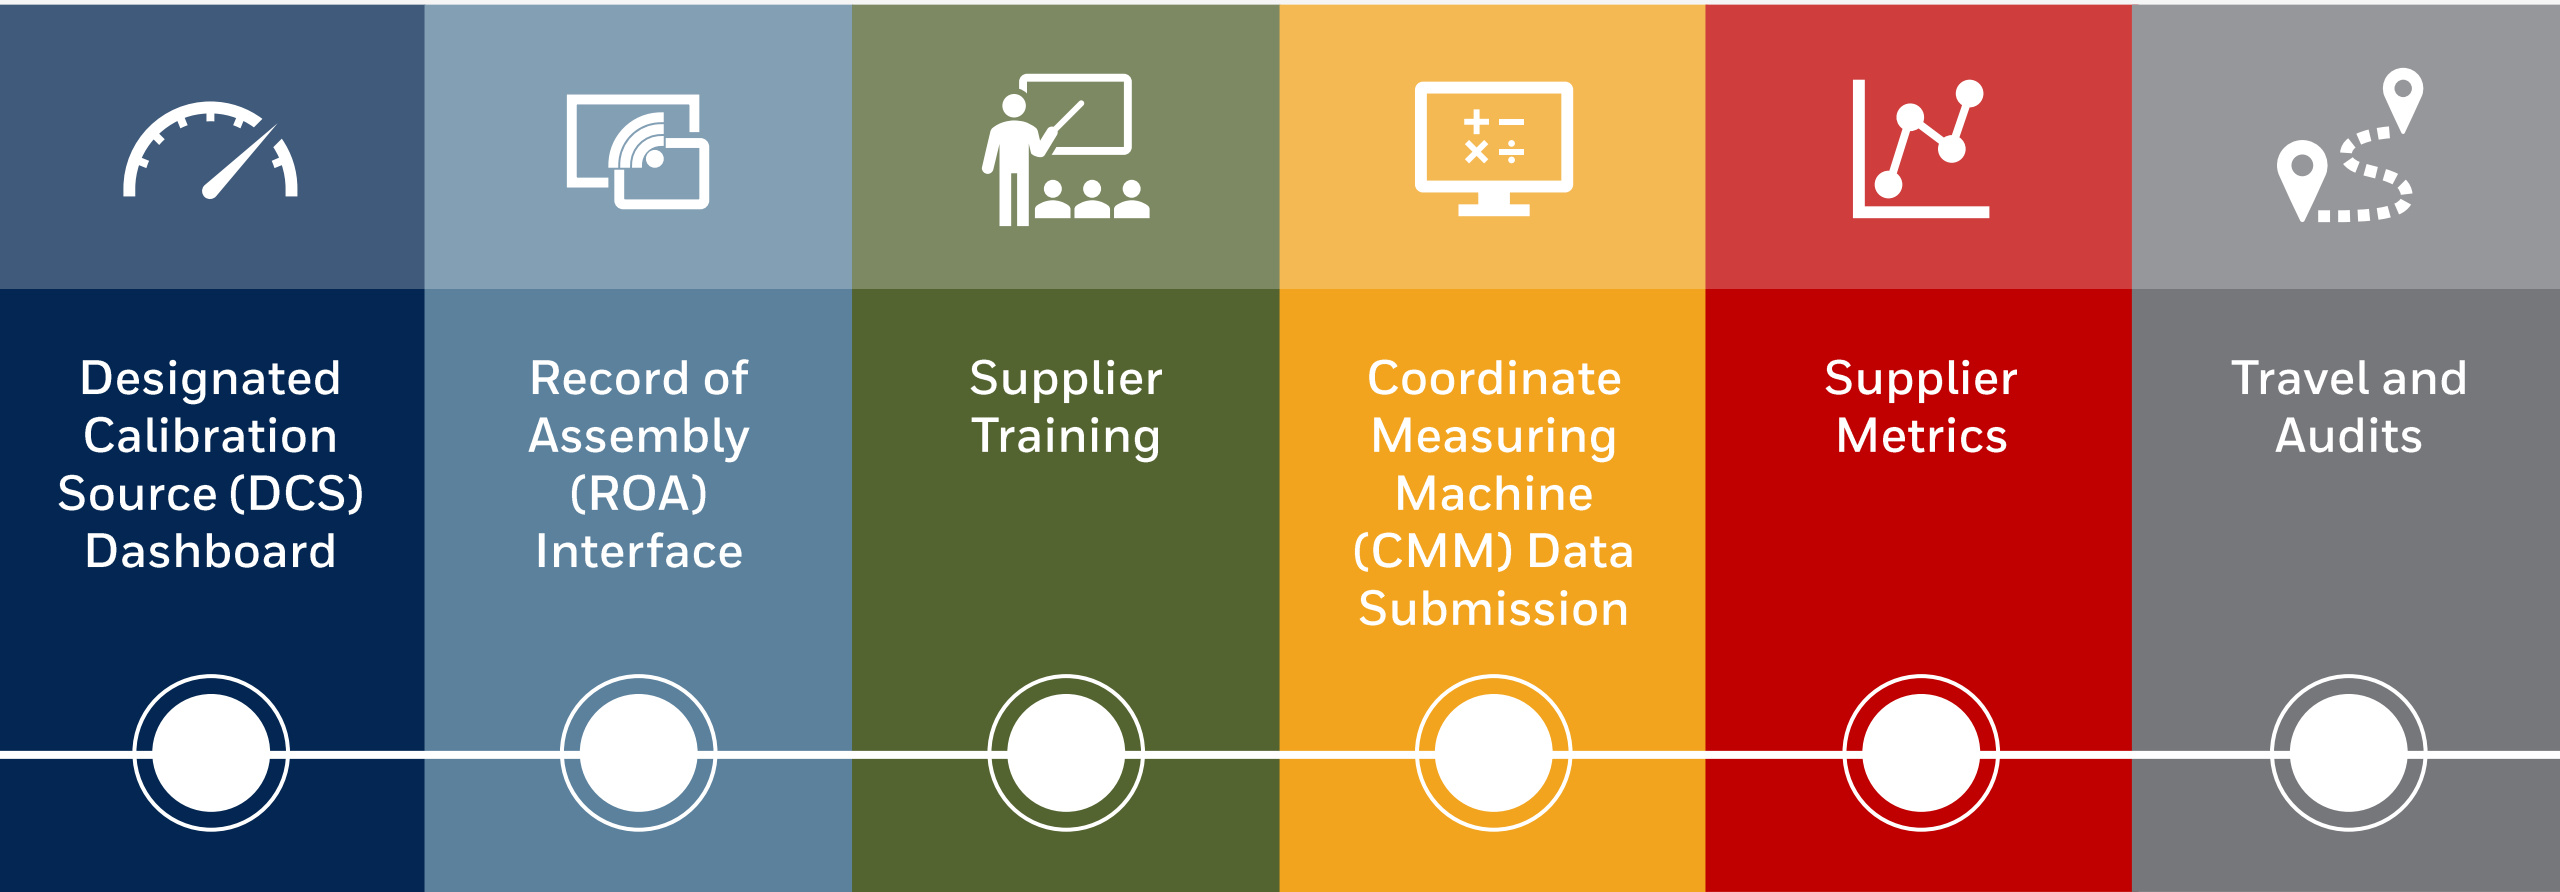 Designated
Calibration
Source (DCS)
Dashboard
Record of
Assembly
(ROA)
Interface
Supplier
Training
Coordinate
Measuring
Machine
(CMM) Data
Submission
Supplier
Metrics
Travel and
Audits